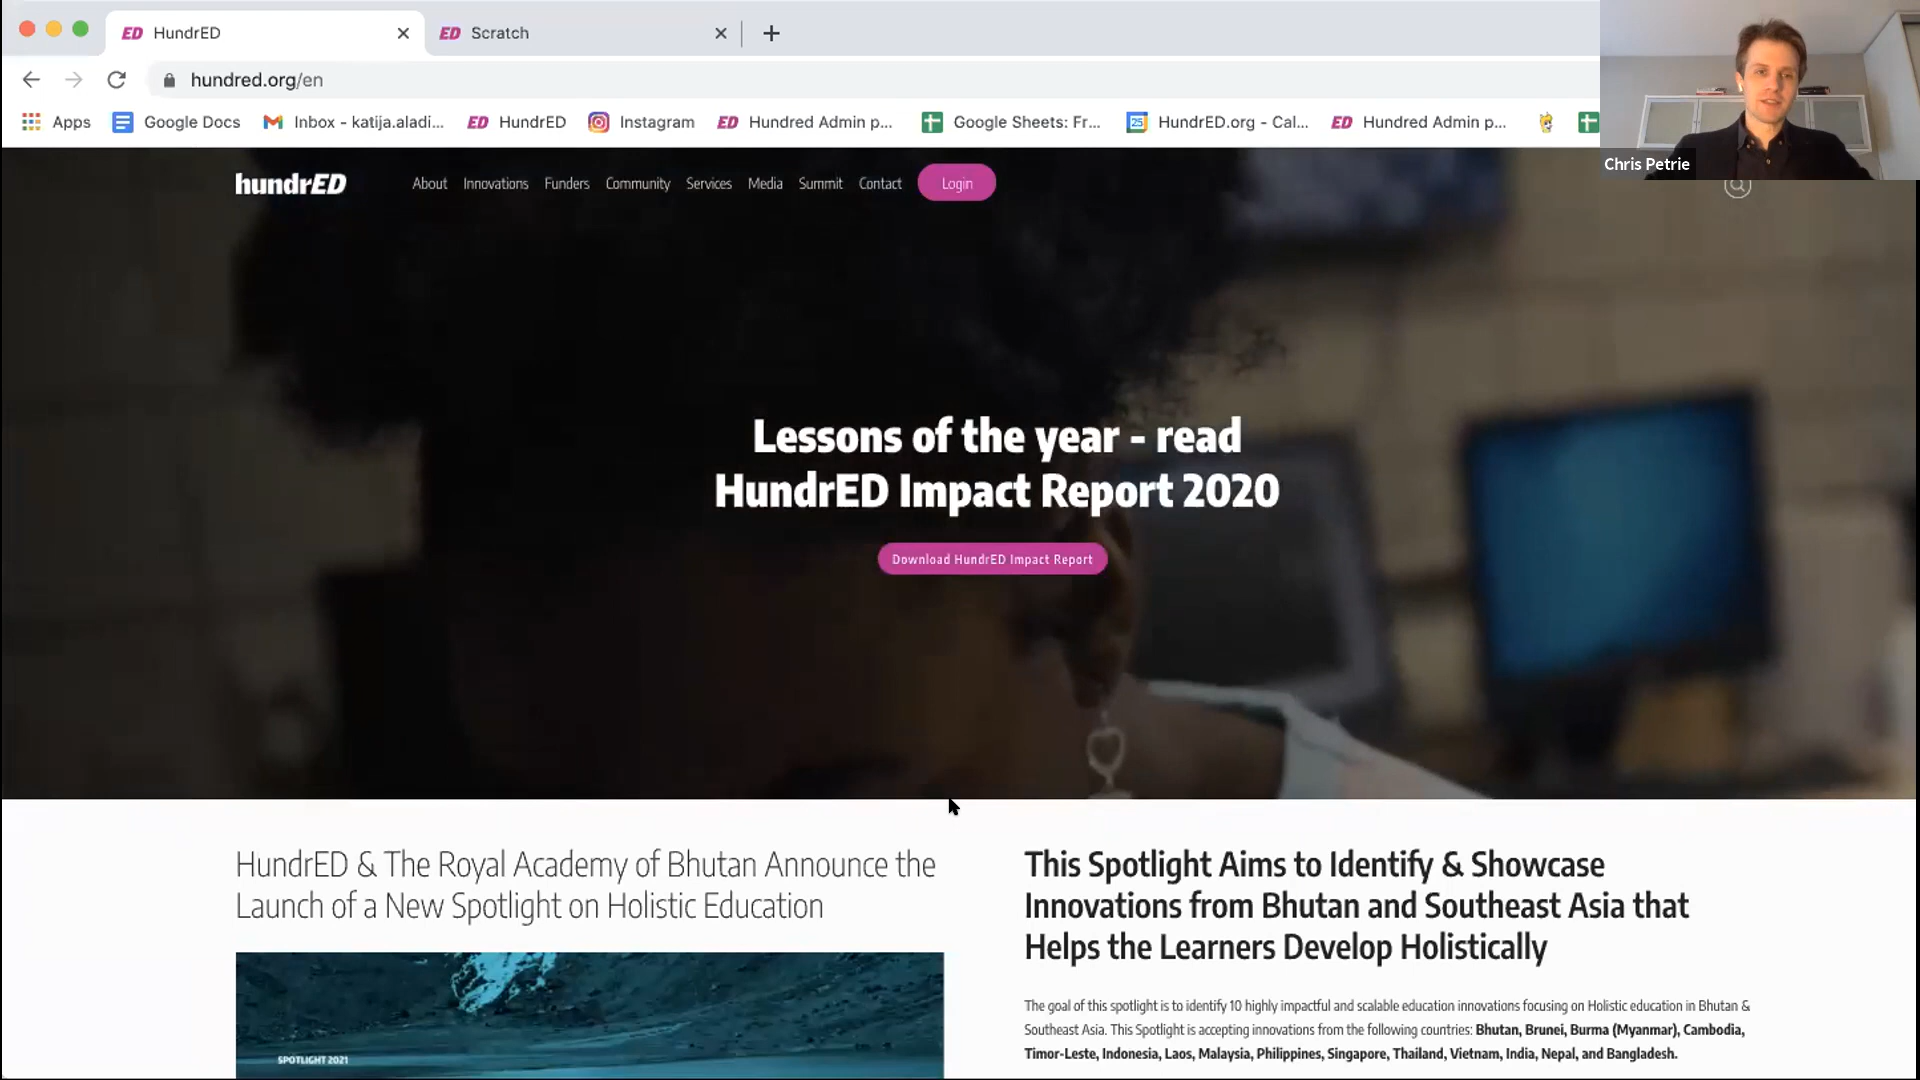 ED HundrED
ED Scratch
hundred.org/en
Apps
Google Docs
Inbox - katija.aladi...
ED HundrED
Instagram
ED Hundred Admin p...
Google Sheets: Fr...
25 HundrED.org - Cal...
ED Hundred Admin p...
Chris Petrie
hundrED
About Innovations Funders Community Services Media Summit Contact Login
Lessons of the year - read
HundrED Impact Report 2020
Download HundrED Impact Report
HundrED & The Royal Academy of Bhutan Announce the
Launch of a New Spotlight on Holistic Education
SPOTLIGHT 2021
This Spotlight Aims to Identify & Showcase
Innovations from Bhutan and Southeast Asia that
Helps the Learners Develop Holistically
The goal of this spotlight is to identify 10 highly impactful and scalable education innovations focusing on Holistic education in Bhutan &
Southeast Asia. This Spotlight is accepting innovations from the following countries: Bhutan, Brunei, Burma (Myanmar), Cambodia,
Timor-Leste, Indonesia, Laos, Malaysia, Philippines, Singapore, Thailand, Vietnam, India, Nepal, and Bangladesh.